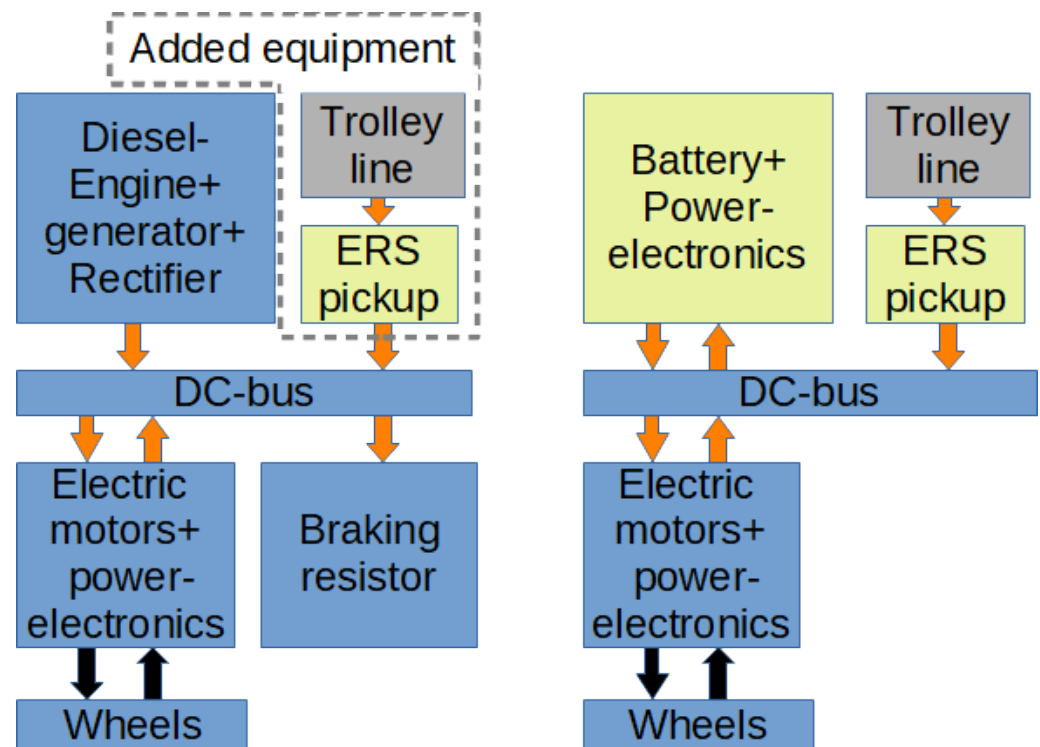 Added equipment
Diesel-
Engine+
generator+
Rectifier
Trolley
line
ERS
pickup
DC-bus
Electric
motors+
power-
electronics
Braking
resistor
Wheels
Battery+
Power-
electronics
Trolley
line
ERS
pickup
DC-bus
Electric
motors+
power-
electronics
Wheels